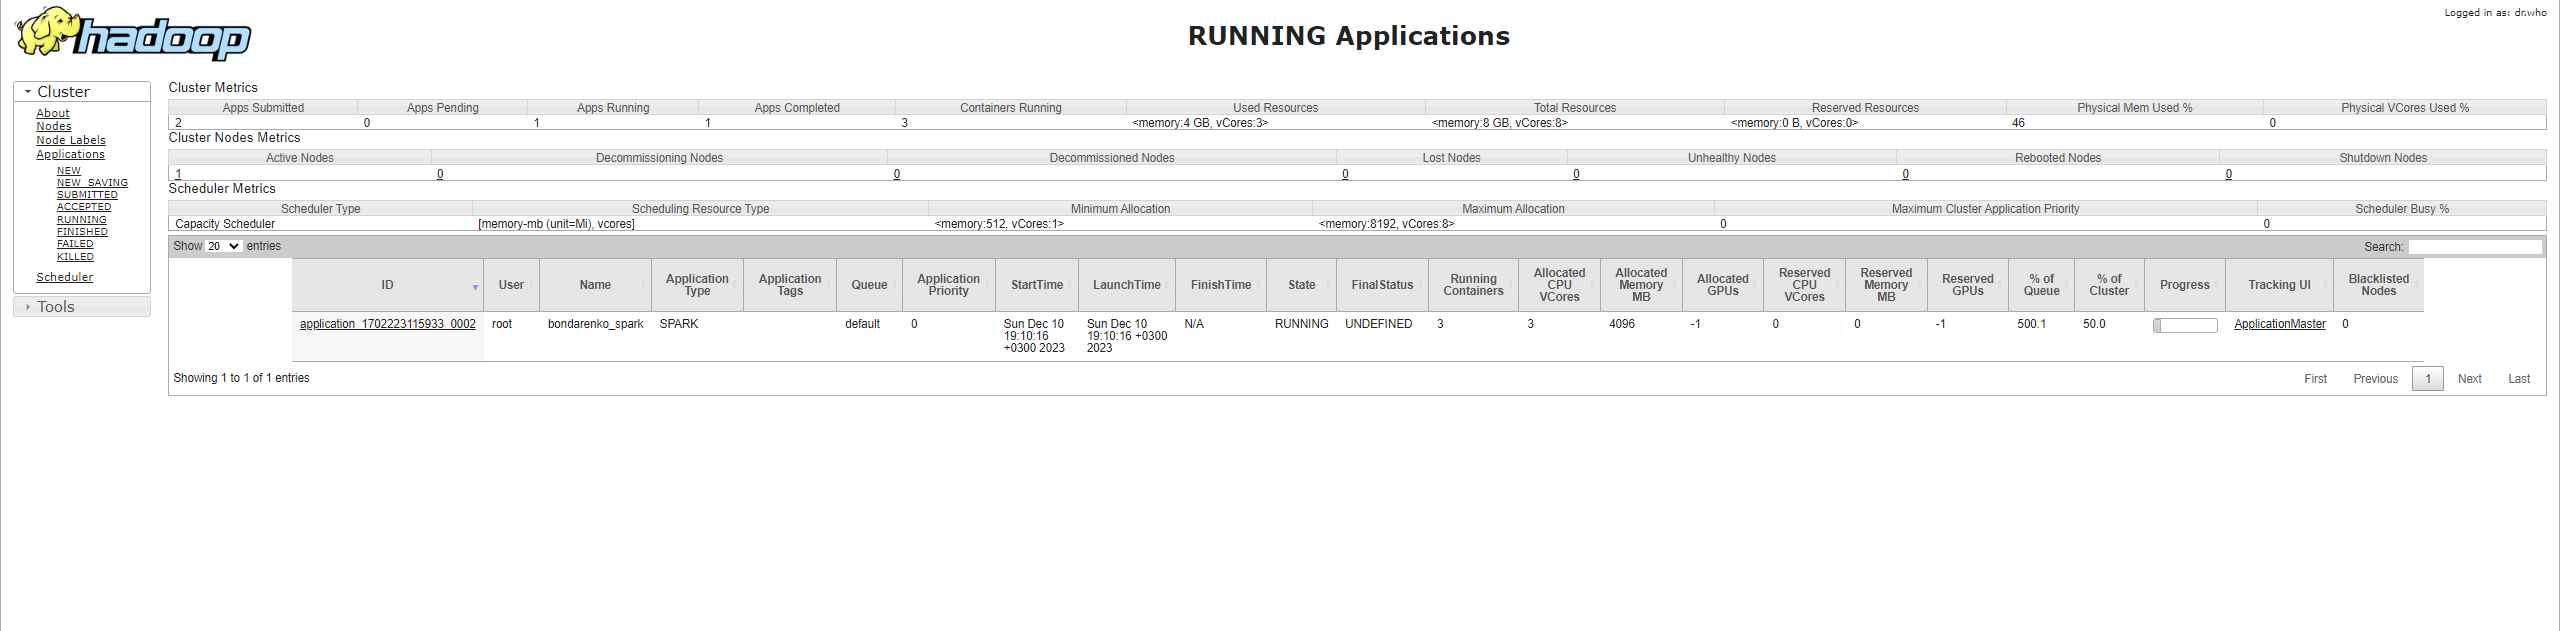 hadoop
RUNNING Applications
Logged in as: dr.who
Cluster
About
Nodes
Node Labels
Applications
NEW
NEW_SAVING
SUBMITTED
ACCEPTED
RUNNING
FINISHED
FAILED
KILLED
Scheduler
Tools
Cluster Metrics
Apps Submitted Apps Pending Apps Running Apps Completed Containers Running Used Resources Total Resources Reserved Resources Physical Mem Used % Physical VCores Used %
2 0 1 1 3 <memory:4 GB, vCores:3> <memory:8 GB, vCores:8> <memory:0 B, vCores:0> 46 0
Cluster Nodes Metrics
Active Nodes Decommissioning Nodes Decommissioned Nodes Lost Nodes Unhealthy Nodes Rebooted Nodes Shutdown Nodes
1 0 0 0 0 0 0
Scheduler Metrics
Scheduler Type Scheduling Resource Type Minimum Allocation Maximum Allocation Maximum Cluster Application Priority Scheduler Busy %
Capacity Scheduler [memory-mb (unit=Mi), vcores] <memory:512, vCores:1> <memory:8192, vCores:8> 0 0
Show 20 entries Search:
ID User Name Application Type Application Tags Queue Application Priority StartTime LaunchTime FinishTime State FinalStatus Running Containers Allocated CPU VCores Allocated Memory MB Allocated GPUs Reserved CPU VCores Reserved Memory MB Reserved GPUs % of Queue % of Cluster Progress Tracking UI Blacklisted Nodes
application_1702223115933_0002 root bondarenko_spark SPARK default 0 Sun Dec 10 19:10:16 +0300 2023 Sun Dec 10 19:10:16 +0300 2023 N/A RUNNING UNDEFINED 3 3 4096 -1 0 0 -1 500.1 50.0 ApplicationMaster 0
Showing 1 to 1 of 1 entries First Previous 1 Next Last